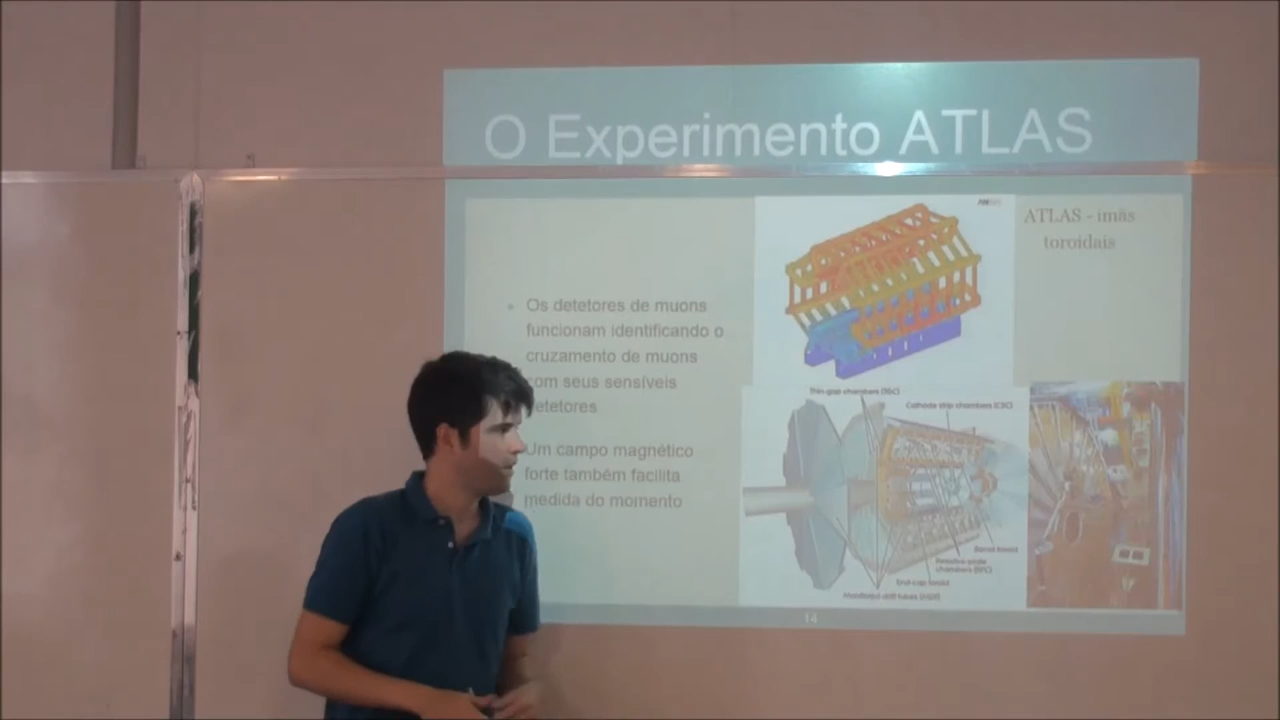 O Experimento ATLAS
ATLAS - imãs
toroidais
Os detetores de muons
funcionam identificando o
cruzamento de muons
com seus sensíveis
detetores
Um campo magnético
forte também facilita
medida do momento
Thin-gap chambers (TGC)
Cathode strip chambers (CSC)
Barrel toroid
Resistive-plate
chambers (RPC)
End-cap toroid
Monitored drift tubes (MDT)
14